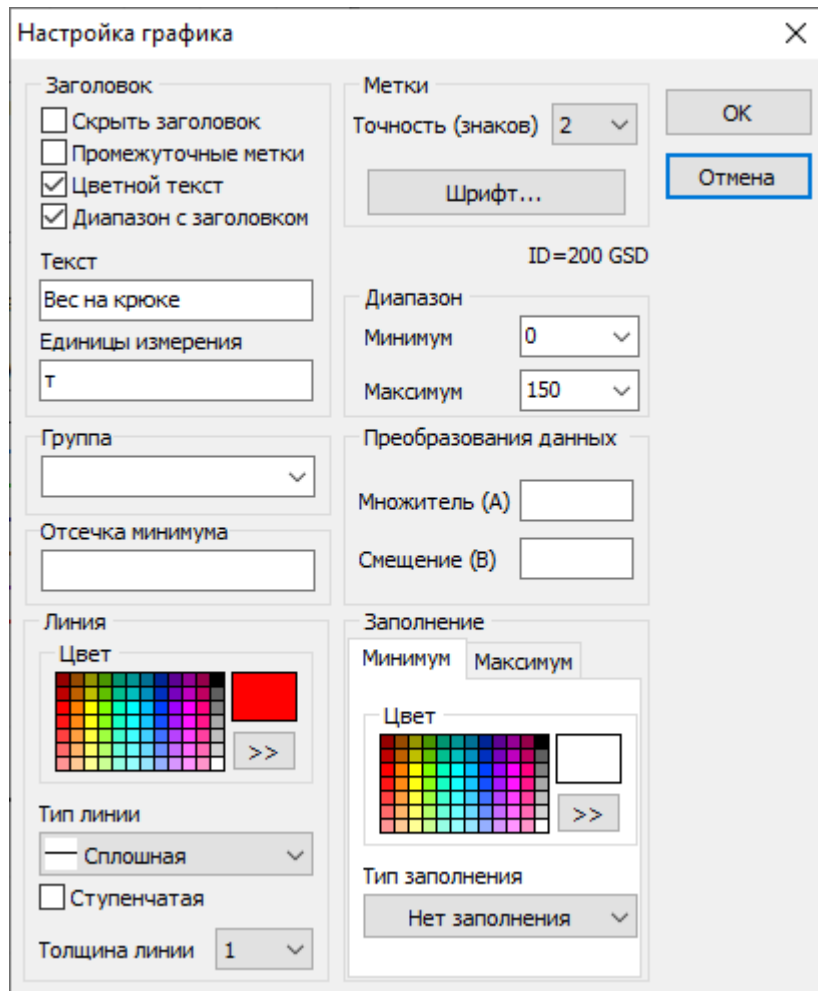 Настройка графика
Заголовок
Скрыть заголовок
Промежуточные метки
Цветной текст
Диапазон с заголовком
Текст
Вес на крюке
Единицы измерения
т
Группа
Отсечка минимума
Линия
Цвет
>>
Тип линии
Сплошная
Ступенчатая
Толщина линии 1
Метки
Точность (знаков) 2
Шрифт...
ID=200 GSD
Диапазон
Минимум 0
Максимум 150
Преобразования данных
Множитель (A)
Смещение (B)
Заполнение
Минимум Максимум
Цвет
>>
Тип заполнения
Нет заполнения
OK
Отмена